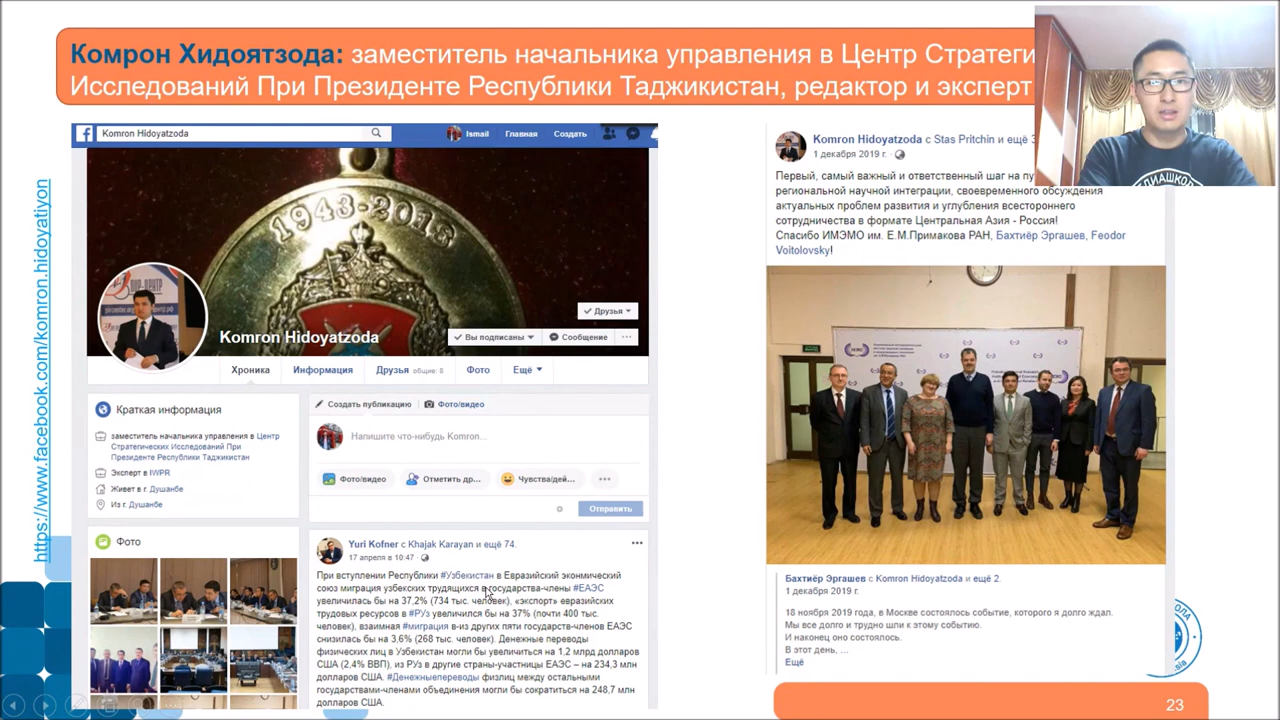 Комрон Хидоятзода: заместитель начальника управления в Центр
Исследований При Президенте Республики Таджикистан, редактор и эксперт
https://www.facebook.com/komron.hidoyatiyon
Komron Hidoyatzoda
Ismail
Главная
Создать
1943-2013
Друзья
Komron Hidoyatzoda
Вы подписаны
Сообщение
Хроника
Информация
Друзья общие: 8
Фото
Ещё
Краткая информация
заместитель начальника управления в Центр
Стратегических Исследований При
Президенте Республики Таджикистан
Эксперт в IWPR
Живет в г. Душанбе
Из г. Душанбе
Фото
Создать публикацию
Фото/видео
Напишите что-нибудь Komron...
Фото/видео
Отметить др...
Чувства/дей...
Отправить
Yuri Kofner с Khajak Karayan и ещё 74.
17 апреля в 10:47
При вступлении Республики #Узбекистан в Евразийский экономический
союз миграция узбекских трудящихся в государства-члены #ЕАЭС
увеличилась бы на 37,2% (734 тыс. человек), «экспорт» евразийских
трудовых ресурсов в #РУз увеличился бы на 37% (почти 400 тыс.
человек), взаимная #миграция в-из других пяти государств-членов ЕАЭС
снизилась бы на 3,6% (268 тыс. человек). Денежные переводы
физических лиц в Узбекистан могли бы увеличиться на 1,2 млрд долларов
США (2,4% ВВП), из РУз в другие страны-участницы ЕАЭС – на 234,3 млн
долларов США. #Денежныепереводы физлиц между остальными
государствами-членами объединения могли бы сократиться на 248,7 млн
долларов США.
Komron Hidoyatzoda с Stas Pritchin и ещё
1 декабря 2019 г.
Первый, самый важный и ответственный шаг на
региональной научной интеграции, своевременного обсуждения
актуальных проблем развития и углубления всестороннего
сотрудничества в формате Центральная Азия - Россия!
Спасибо ИМЭМО им. Е.М.Примакова РАН, Бахтиёр Эргашев, Feodor
Voitolovsky!
Бахтиёр Эргашев с Komron Hidoyatzoda и ещё 2.
1 декабря 2019 г.
18 ноября 2019 года, в Москве состоялось событие, которого я долго ждал.
Мы все долго и трудно шли к этому событию.
И наконец оно состоялось.
В этот день, ...
Ещё
23